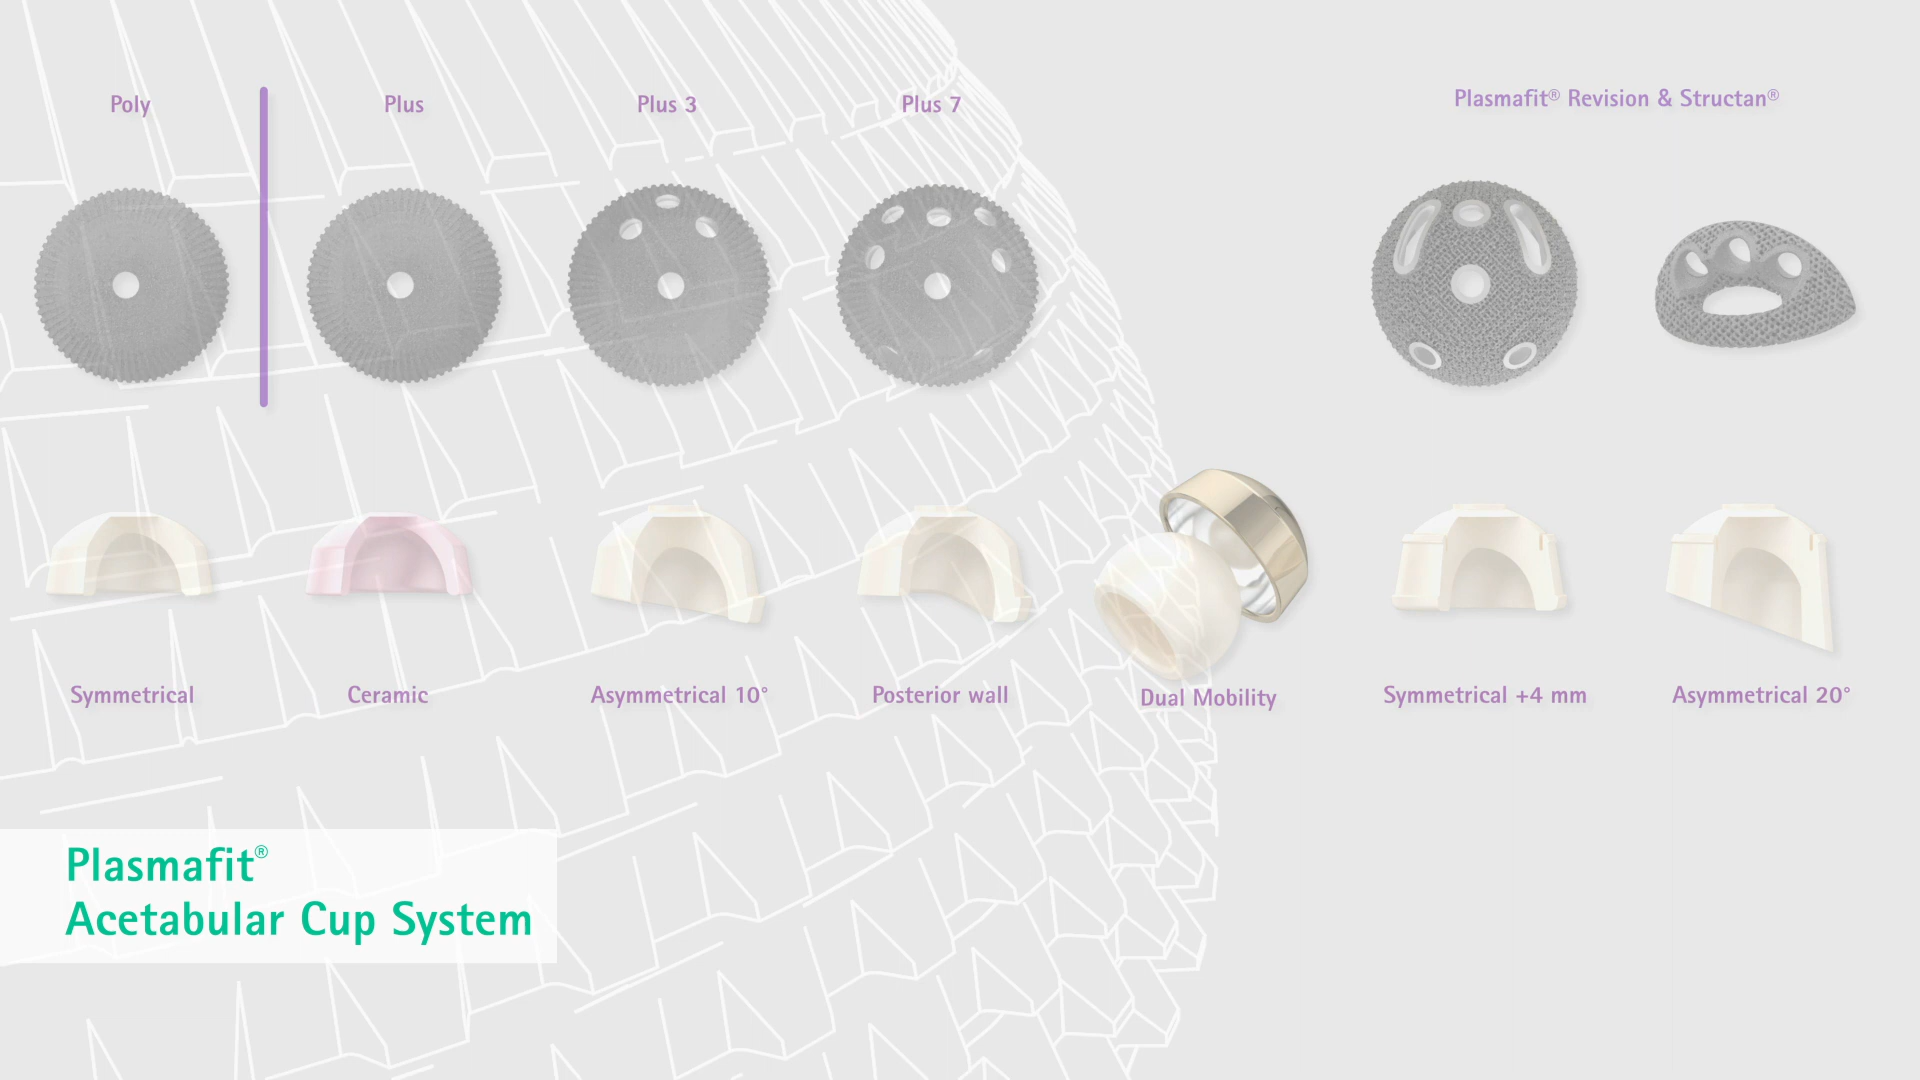 Poly
Plus
Plus 3
Plus 7
Plasmafit® Revision & Structan®
Symmetrical
Ceramic
Asymmetrical 10°
Posterior wall
Dual Mobility
Symmetrical +4 mm
Asymmetrical 20°
Plasmafit®
Acetabular Cup System